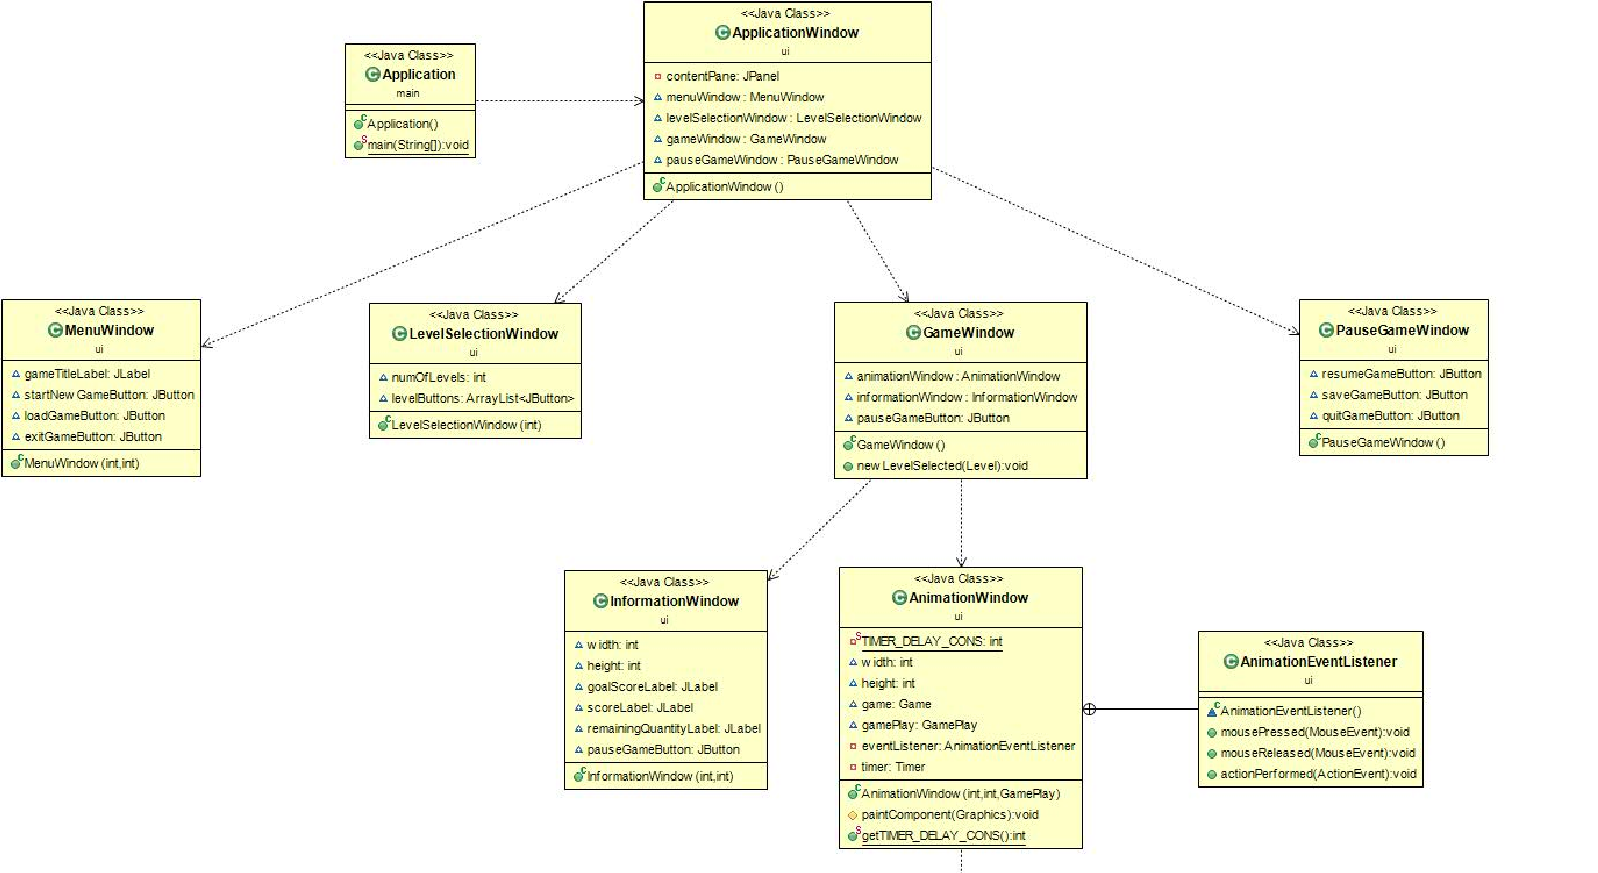 <<Java Class>>
ApplicationWindow
ui
contentPane: JPanel
menuWindow: MenuWindow
levelSelectionWindow: LevelSelectionWindow
gameWindow: GameWindow
pauseGameWindow: PauseGameWindow
ApplicationWindow()
<<Java Class>>
Application
main
Application()
main(String[]):void
<<Java Class>>
MenuWindow
ui
gameTitleLabel: JLabel
startNewGameButton: JButton
loadGameButton: JButton
exitGameButton: JButton
MenuWindow(int,int)
<<Java Class>>
LevelSelectionWindow
ui
numOfLevels: int
levelButtons: ArrayList<JButton>
LevelSelectionWindow(int)
<<Java Class>>
GameWindow
ui
animationWindow: AnimationWindow
informationWindow: InformationWindow
pauseGameButton: JButton
GameWindow()
newLevelSelected(Level):void
<<Java Class>>
PauseGameWindow
ui
resumeGameButton: JButton
saveGameButton: JButton
quitGameButton: JButton
PauseGameWindow()
<<Java Class>>
InformationWindow
ui
width: int
height: int
goalScoreLabel: JLabel
scoreLabel: JLabel
remainingQuantityLabel: JLabel
pauseGameButton: JButton
InformationWindow(int,int)
<<Java Class>>
AnimationWindow
ui
TIMER_DELAY_CONS: int
width: int
height: int
game: Game
gamePlay: GamePlay
eventListener: AnimationEventListener
timer: Timer
AnimationWindow(int,int,GamePlay)
paintComponent(Graphics):void
getTIMER_DELAY_CONS():int
<<Java Class>>
AnimationEventListener
ui
AnimationEventListener()
mousePressed(MouseEvent):void
mouseReleased(MouseEvent):void
actionPerformed(ActionEvent):void